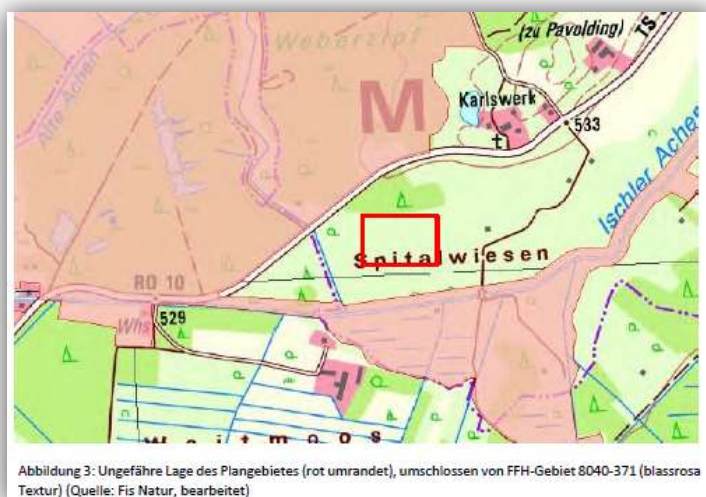 (zu Pavolding)
Weberzipf
TS
Alte Achen
M
Karlswerk
533
Ischler Achen
Spitalwiesen
RO 10
Whs
529
Weitmoos
Abbildung 3: Ungefähre Lage des Plangebietes (rot umrandet), umschlossen von FFH-Gebiet 8040-371 (blassrosa
Textur) (Quelle: Fis Natur, bearbeitet)